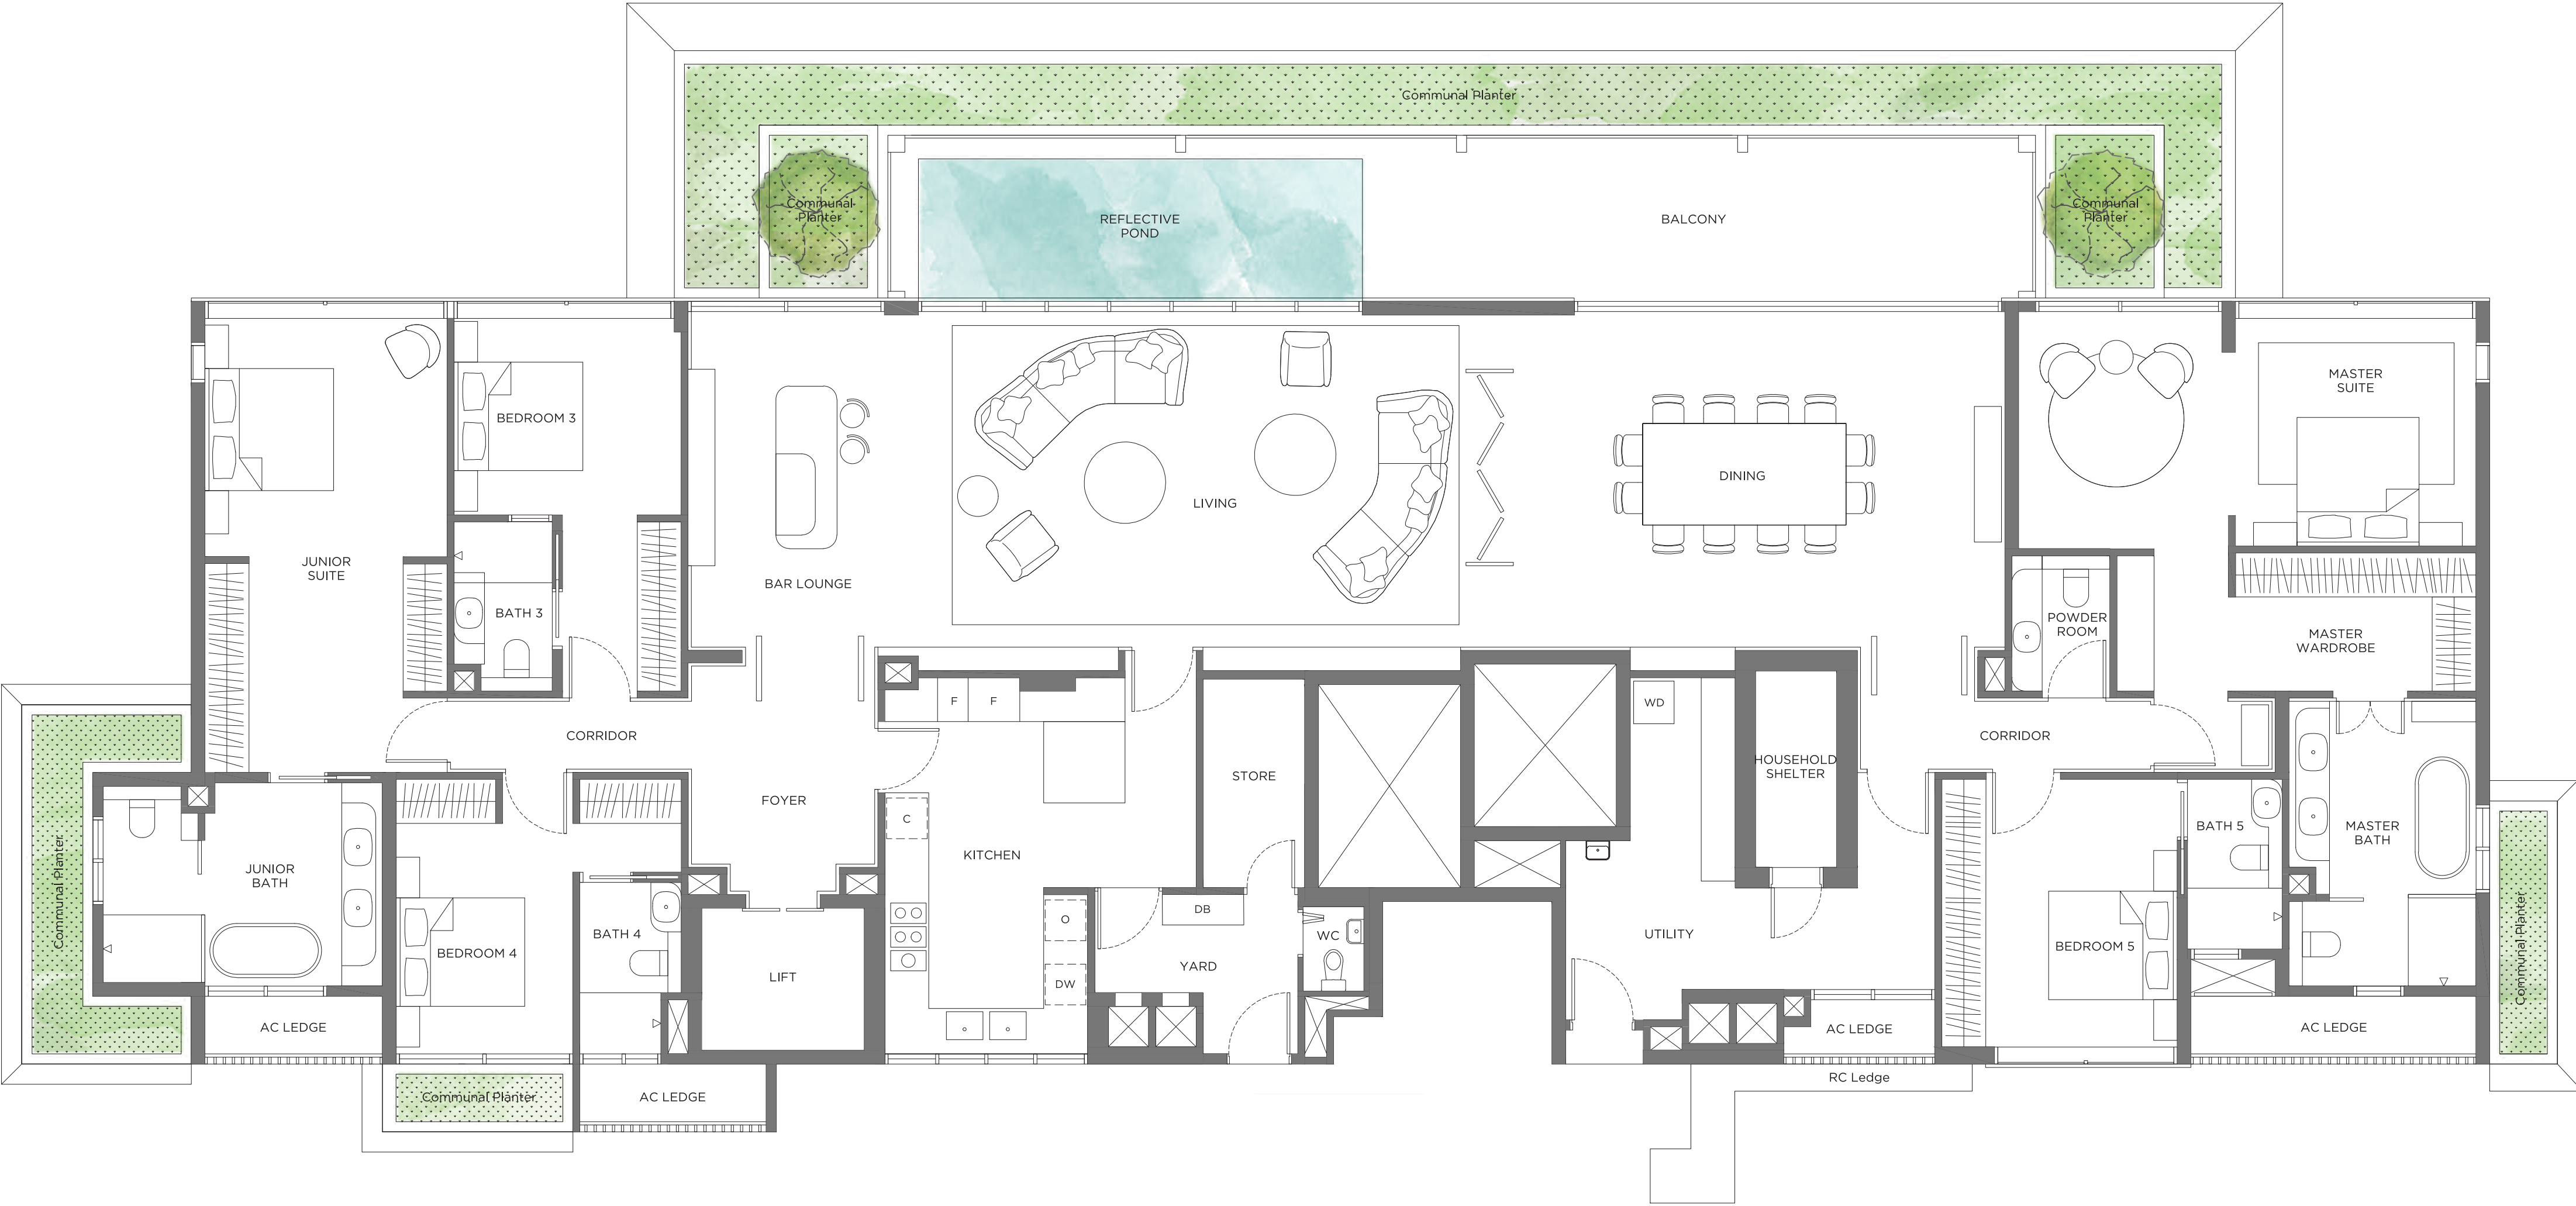 Communal Planter
Communal
Planter
REFLECTIVE
POND
BALCONY
Communal
Planter
MASTER
SUITE
BEDROOM 3
DINING
LIVING
JUNIOR
SUITE
BAR LOUNGE
BATH 3
POWDER
ROOM
MASTER
WARDROBE
F
F
WD
CORRIDOR
CORRIDOR
STORE
HOUSEHOLD
SHELTER
FOYER
C
KITCHEN
BATH 5
MASTER
BATH
JUNIOR
BATH
Communal Planter
DB
O
BATH 4
WC
UTILITY
BEDROOM 4
BEDROOM 5
Communal Planter
YARD
LIFT
DW
AC LEDGE
AC LEDGE
AC LEDGE
RC Ledge
Communal Planter
AC LEDGE